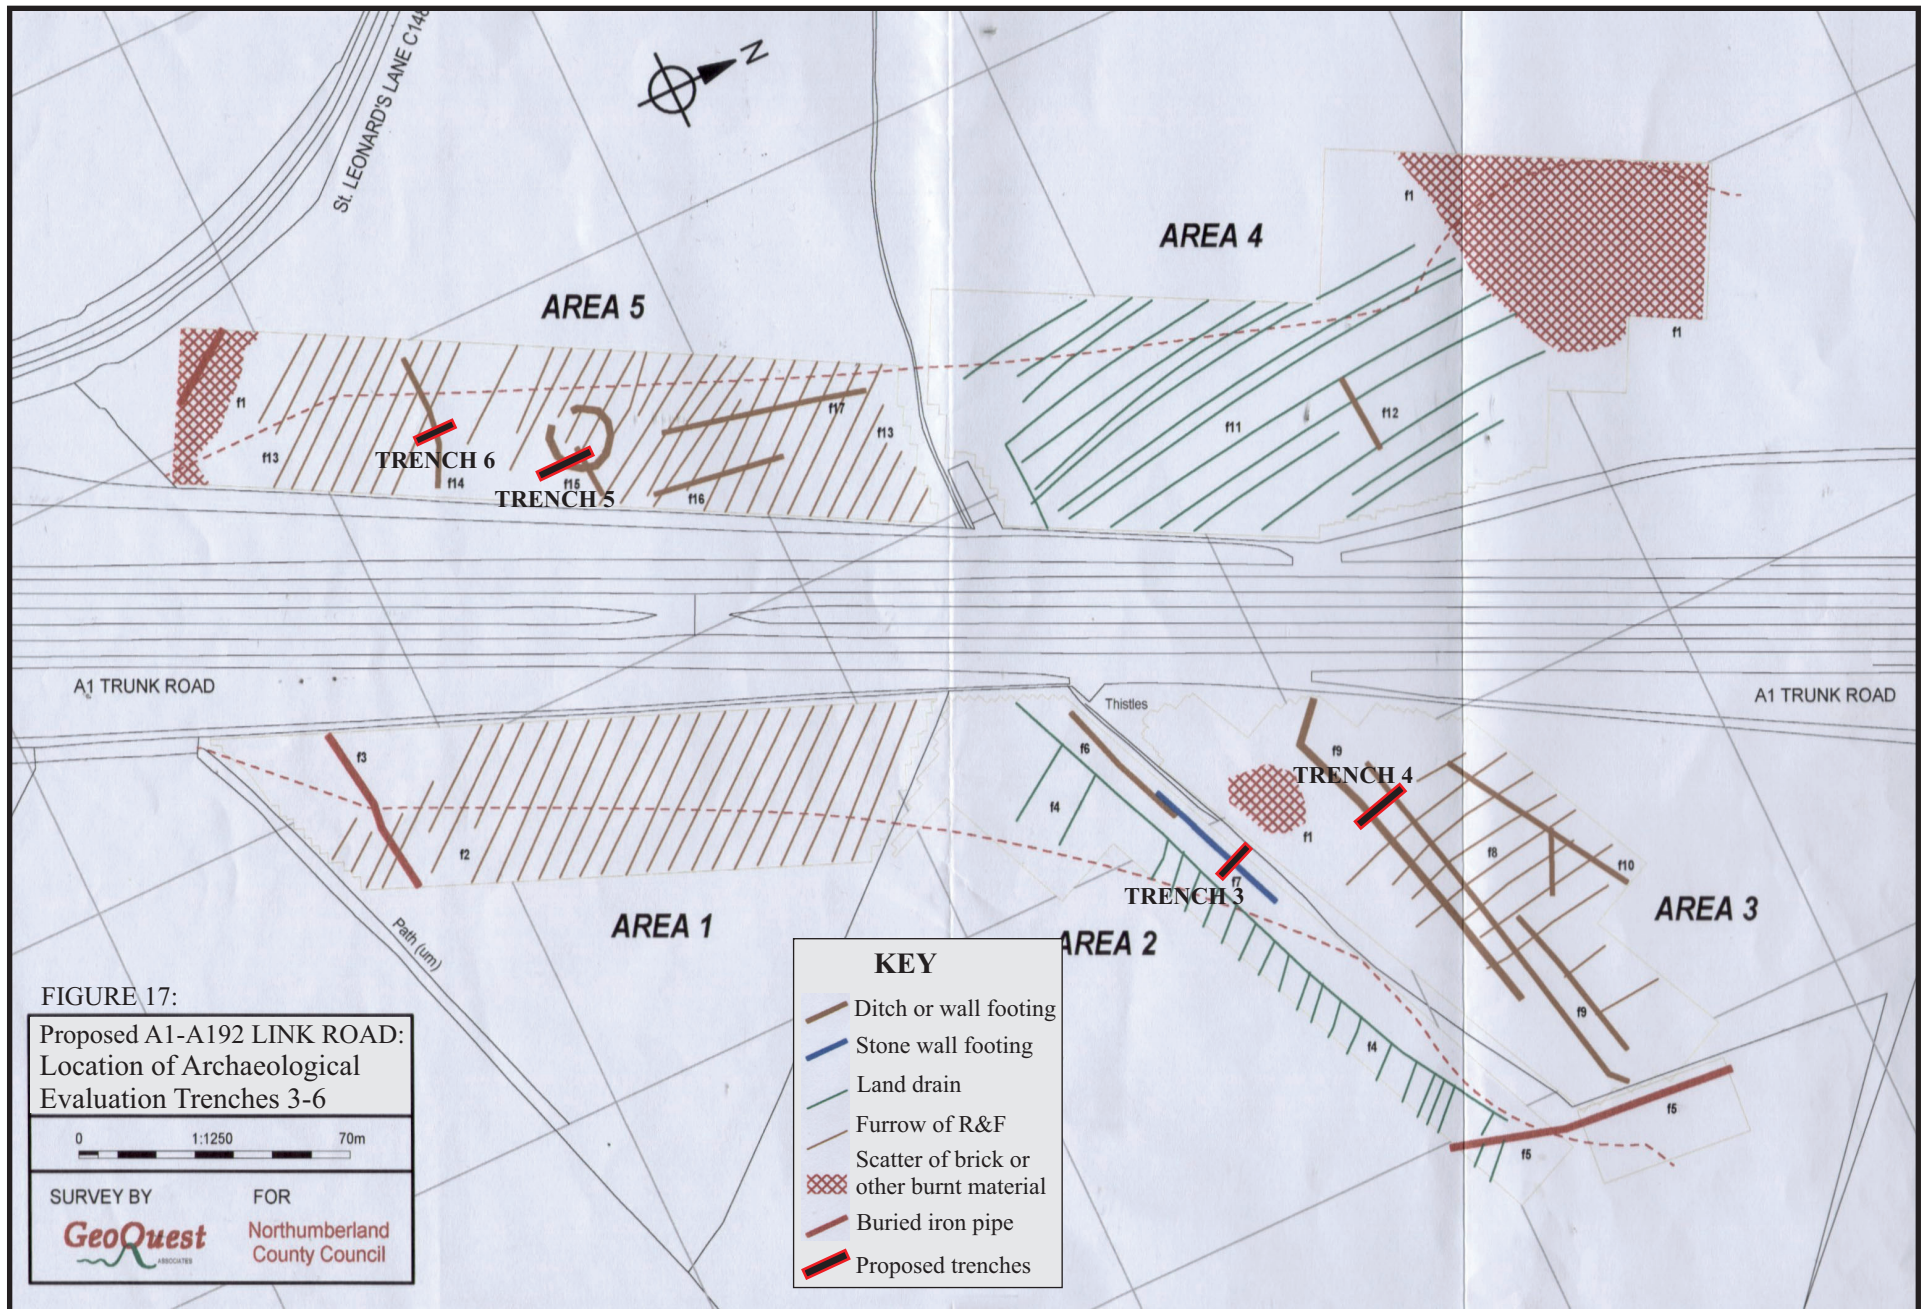 N
St. LEONARD'S LANE C148
AREA 4
AREA 5
f1
f1
f1
f17
f13
f12
f11
f13
TRENCH 6
f14
f15
TRENCH 5
f16
A1 TRUNK ROAD
A1 TRUNK ROAD
Thistles
f3
f6
f9
TRENCH 4
f4
f1
f2
f8
f10
f7
TRENCH 3
AREA 3
AREA 1
AREA 2
Path (um)
f9
f4
f5
f5
KEY
Ditch or wall footing
Stone wall footing
Land drain
Furrow of R&F
Scatter of brick or
other burnt material
Buried iron pipe
Proposed trenches
FIGURE 17:
Proposed A1-A192 LINK ROAD:
Location of Archaeological
Evaluation Trenches 3-6
0 1:1250 70m
SURVEY BY FOR
GeoQuest
ASSOCIATES
Northumberland
County Council